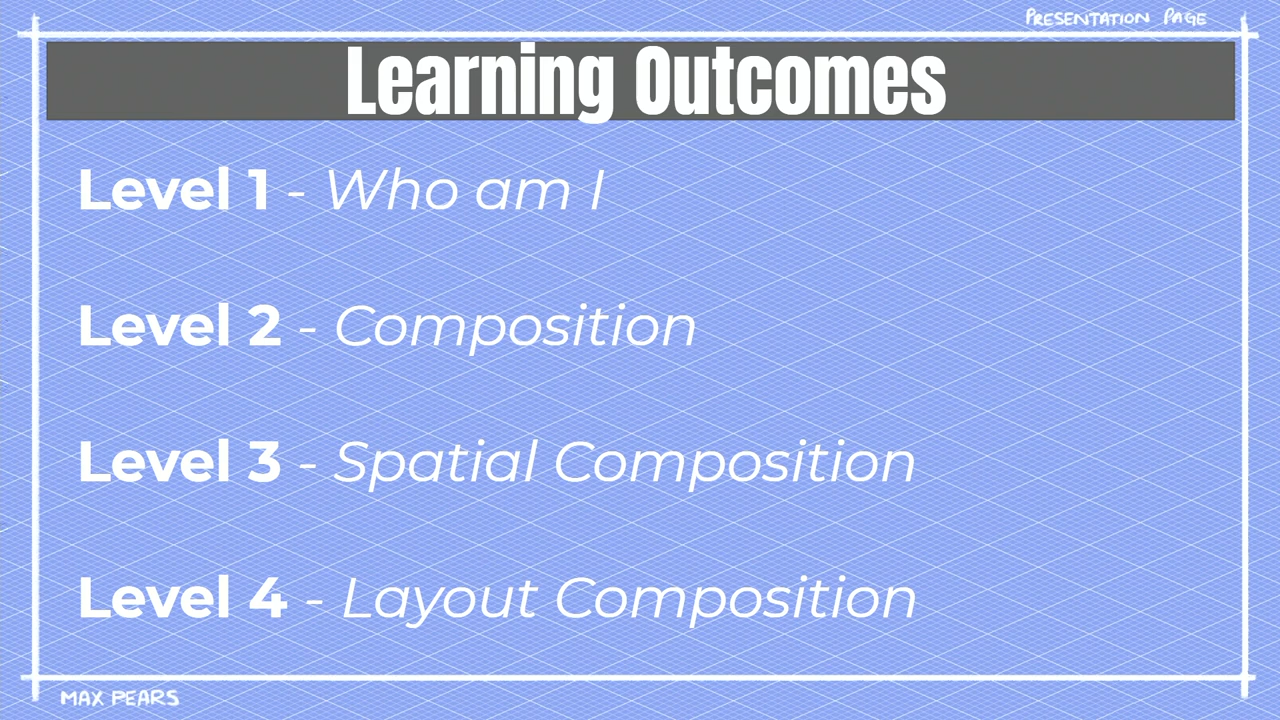 PRESENTATION PAGE
Learning Outcomes
Level 1 - Who am I
Level 2 - Composition
Level 3 - Spatial Composition
Level 4 - Layout Composition
MAX PEARS